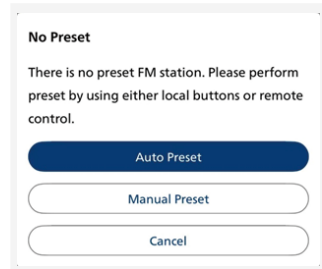 No Preset
There is no preset FM station. Please perform
preset by using either local buttons or remote
control.
Auto Preset
Manual Preset
Cancel